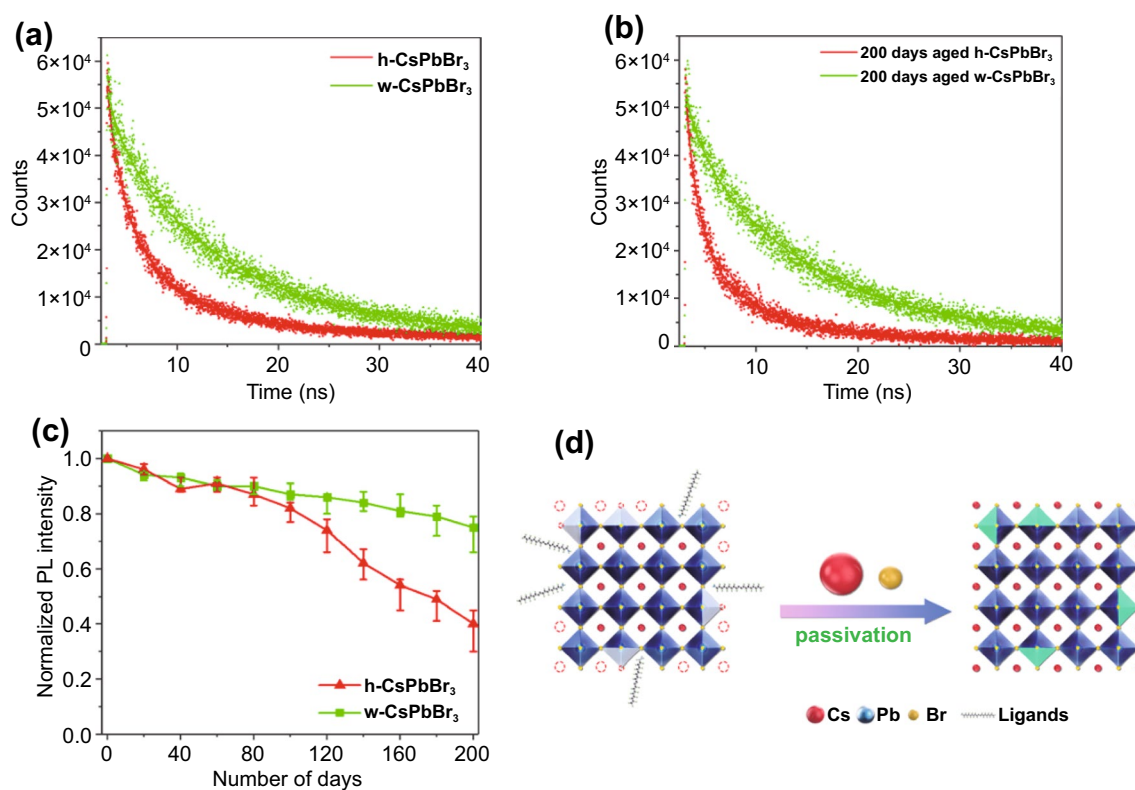 (a)
h-CsPbBr₃
w-CsPbBr₃
6×10⁴
5×10⁴
4×10⁴
3×10⁴
2×10⁴
1×10⁴
0
Counts
10 20 30 40
Time (ns)
(b)
200 days aged h-CsPbBr₃
200 days aged w-CsPbBr₃
6×10⁴
5×10⁴
4×10⁴
3×10⁴
2×10⁴
1×10⁴
0
Counts
10 20 30 40
Time (ns)
(c)
1.0
0.8
0.6
0.4
0.2
0.0
Normalized PL intensity
h-CsPbBr₃
w-CsPbBr₃
0 40 80 120 160 200
Number of days
(d)
passivation
Cs Pb Br Ligands